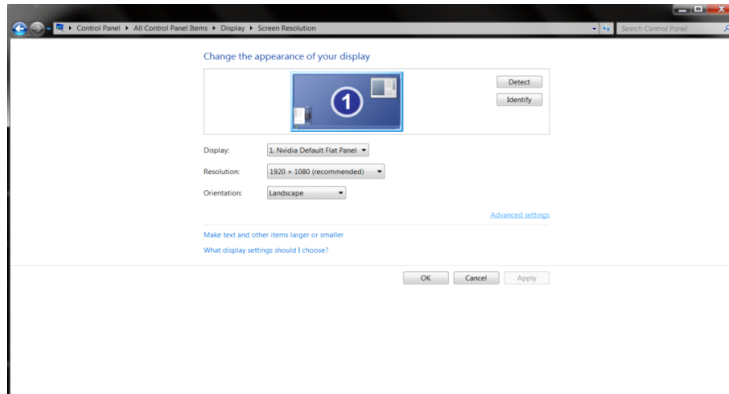 Control Panel ▸ All Control Panel Items ▸ Display ▸ Screen Resolution
Search Control Panel
Change the appearance of your display
1
Detect
Identify
Display:
1. Nvidia Default Flat Panel
Resolution:
1920 × 1080 (recommended)
Orientation:
Landscape
Advanced settings
Make text and other items larger or smaller
What display settings should I choose?
OK
Cancel
Apply